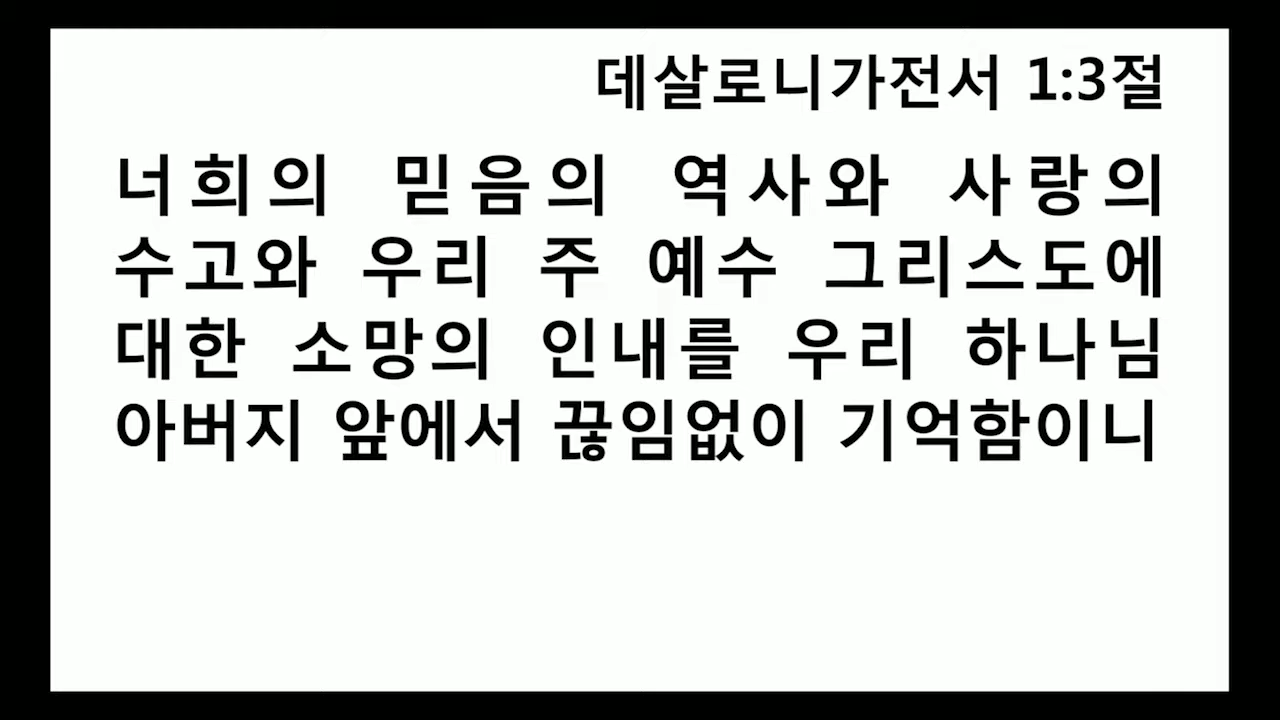 데살로니가전서 1:3절
너희의 믿음의 역사와 사랑의
수고와 우리 주 예수 그리스도에
대한 소망의 인내를 우리 하나님
아버지 앞에서 끊임없이 기억함이니